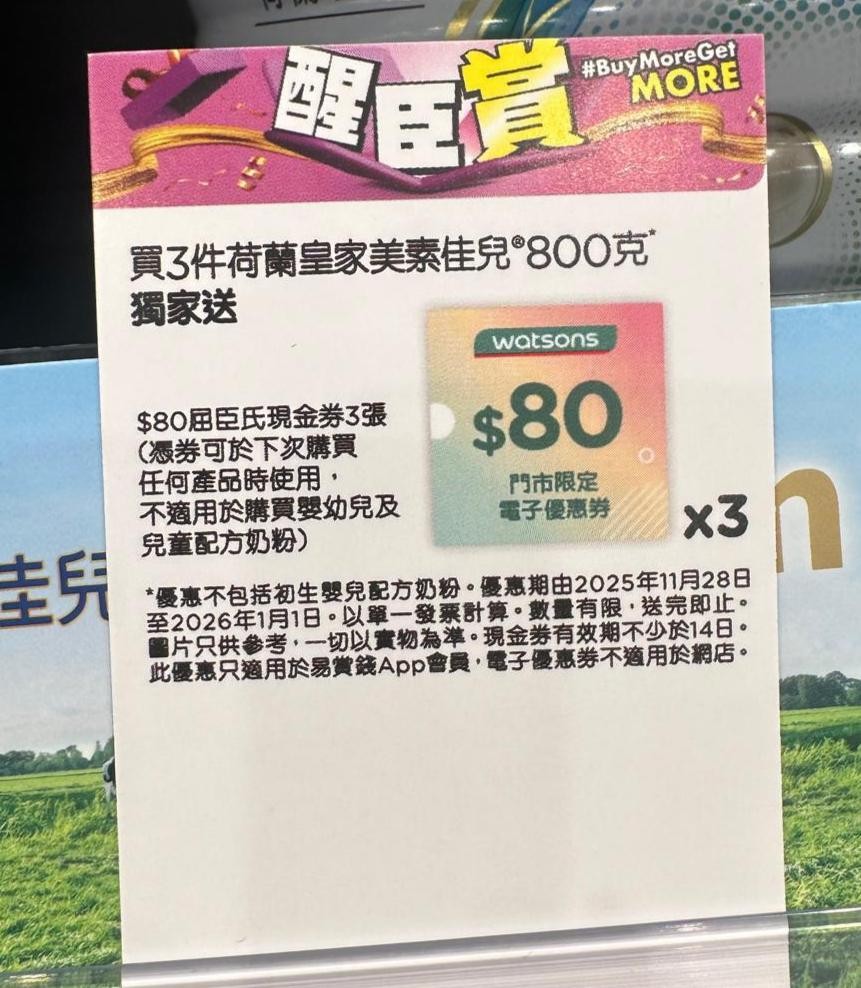 醒臣賞
#BuyMoreGet
MORE
買3件荷蘭皇家美素佳兒®800克*
獨家送
watsons
$80
門市限定
電子優惠券
x3
$80屈臣氏現金券3張
(憑券可於下次購買
任何產品時使用，
不適用於購買嬰幼兒及
兒童配方奶粉)
*優惠不包括初生嬰兒配方奶粉。優惠期由2025年11月28日
至2026年1月1日。以單一發票計算。數量有限，送完即止。
圖片只供參考，一切以實物為準。現金券有效期不少於14日。
此優惠只適用於易賞錢App會員，電子優惠券不適用於網店。
佳兒
n